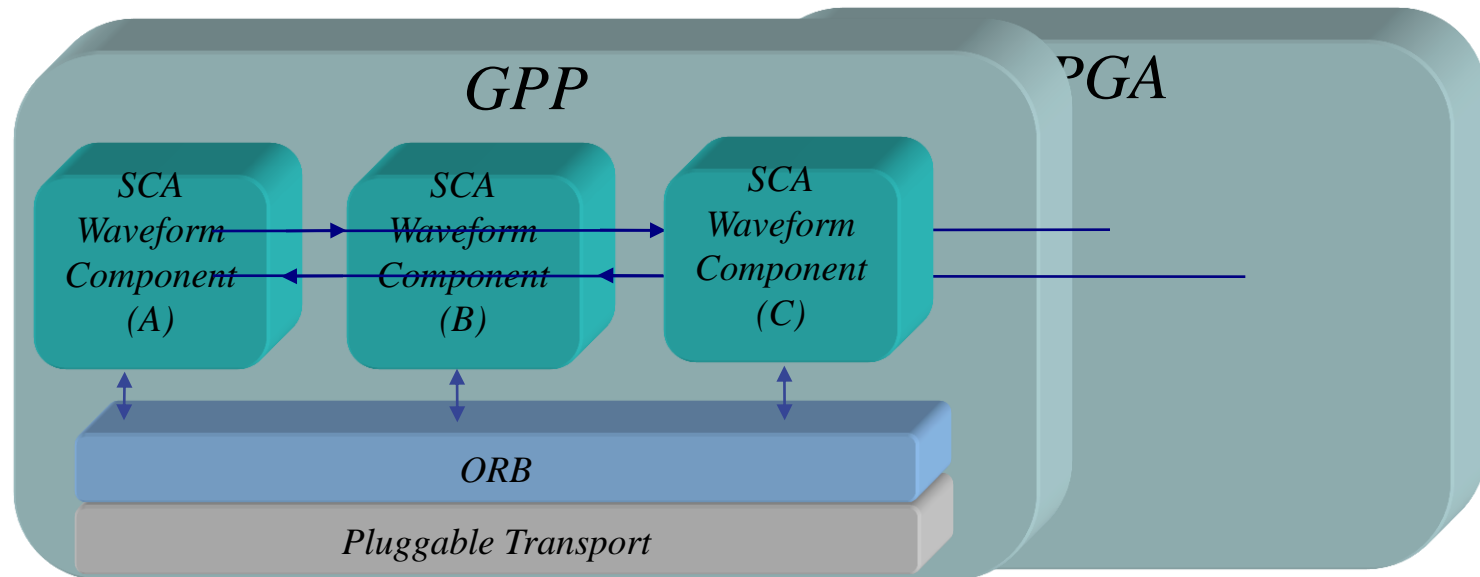 GPP
PGA
SCA
Waveform
Component
(A)
SCA
Waveform
Component
(B)
SCA
Waveform
Component
(C)
ORB
Pluggable Transport